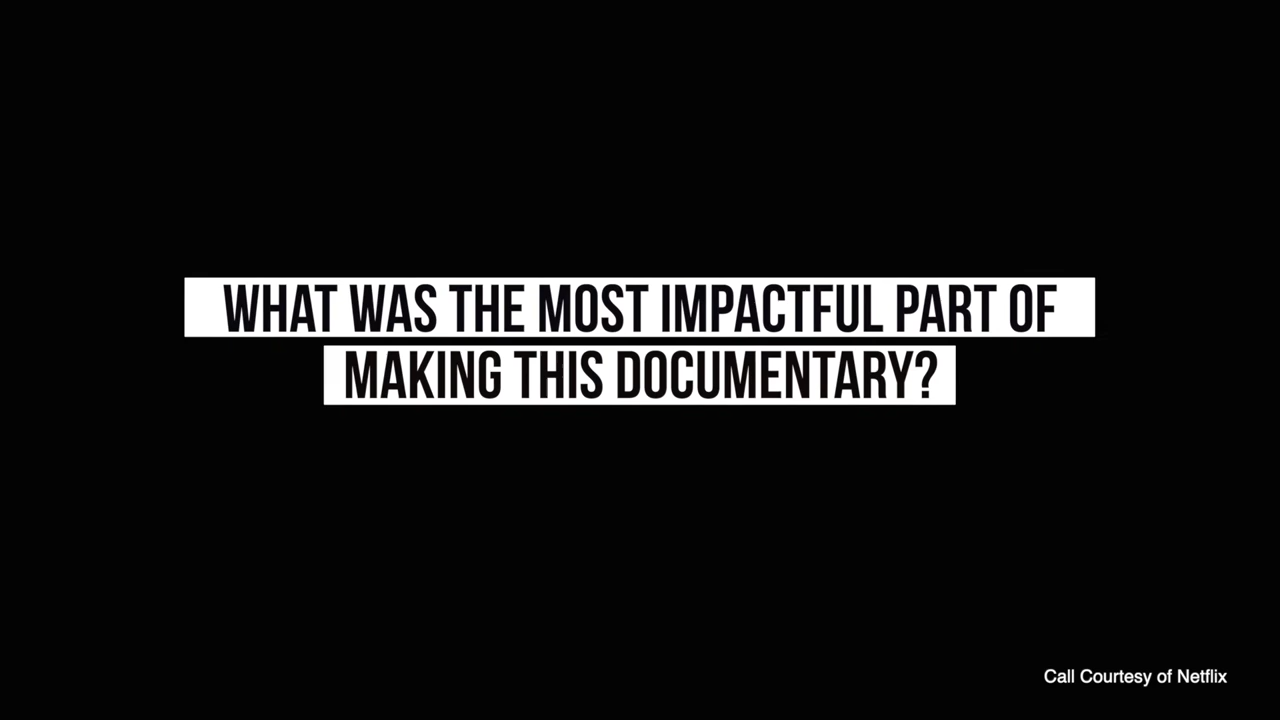 WHAT WAS THE MOST IMPACTFUL PART OF
MAKING THIS DOCUMENTARY?
Call Courtesy of Netflix